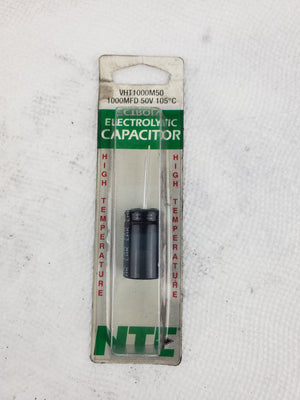 VHT1000M50
1000MFD 50V 105°C
ELECTROLYTIC
CAPACITOR
HIGH TEMPERATURE
HIGH TEMPERATURE
NTE